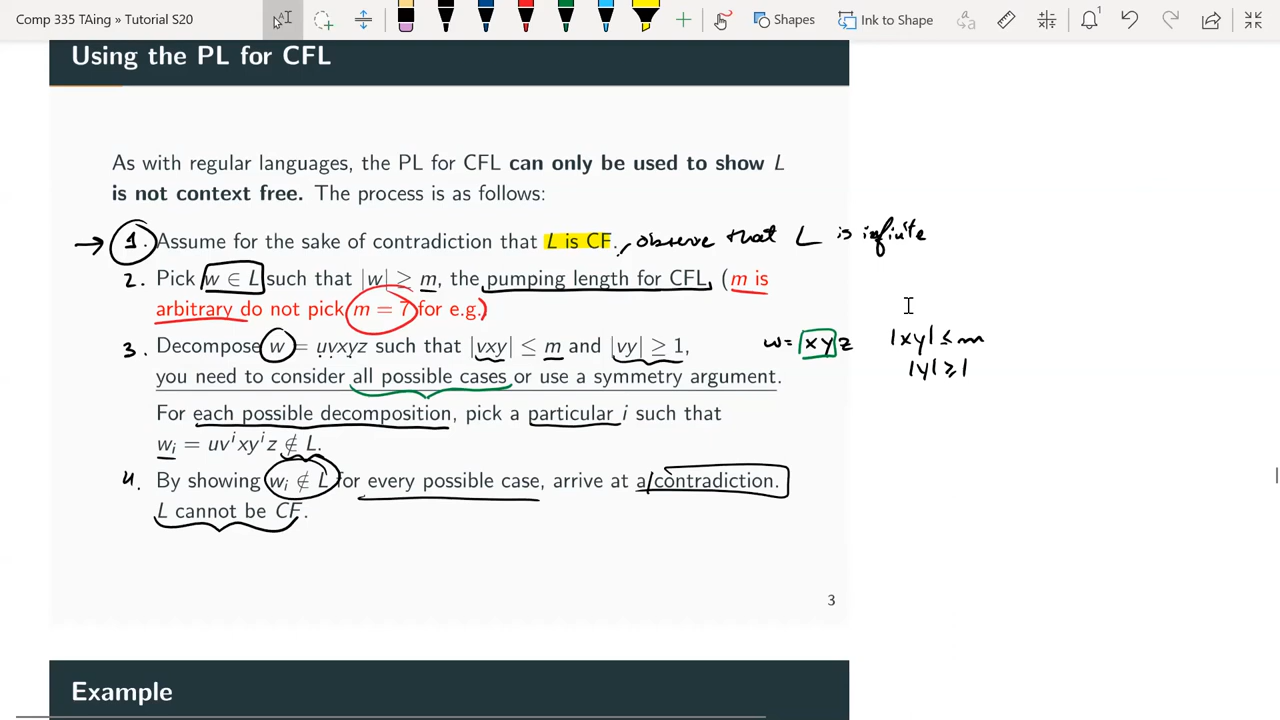 Comp 335 TAing » Tutorial S20
Shapes
Ink to Shape
Using the PL for CFL
As with regular languages, the PL for CFL can only be used to show L
is not context free. The process is as follows:
1. Assume for the sake of contradiction that L is CF. , observe that L is infinite
2. Pick w ∈ L such that |w| ≥ m, the pumping length for CFL, (m is
arbitrary do not pick m = 7 for e.g.)
3. Decompose w = uvxyz such that |vxy| ≤ m and |vy| ≥ 1, w = xyz |xy| ≤ m
|y| ≥ 1
you need to consider all possible cases or use a symmetry argument.
For each possible decomposition, pick a particular i such that
wᵢ = uvⁱxyⁱz ∉ L.
4. By showing wᵢ ∉ L for every possible case, arrive at a contradiction.
L cannot be CF.
3
Example